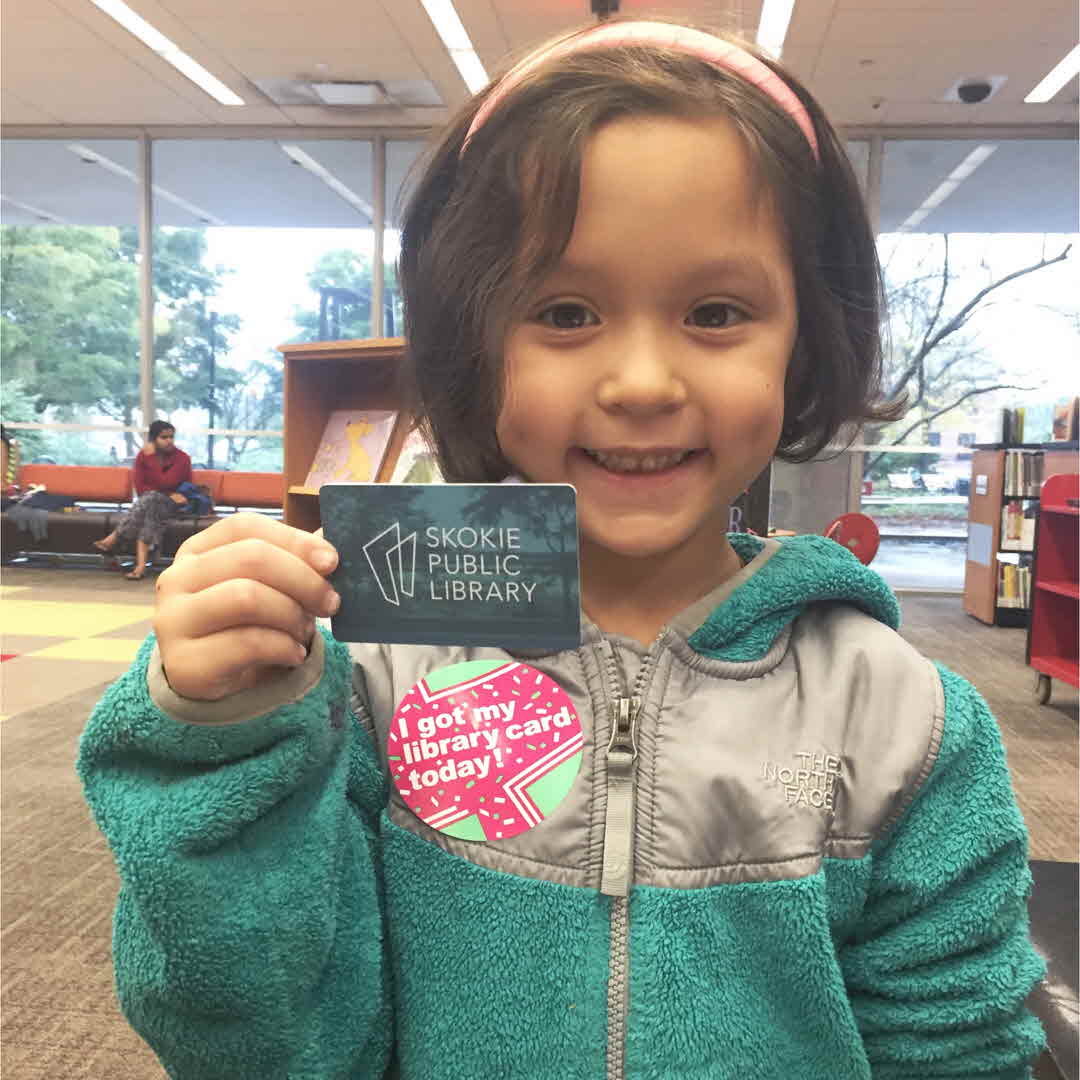 SKOKIE
PUBLIC
LIBRARY
I got my
library card
today!
THE
NORTH
FACE
R